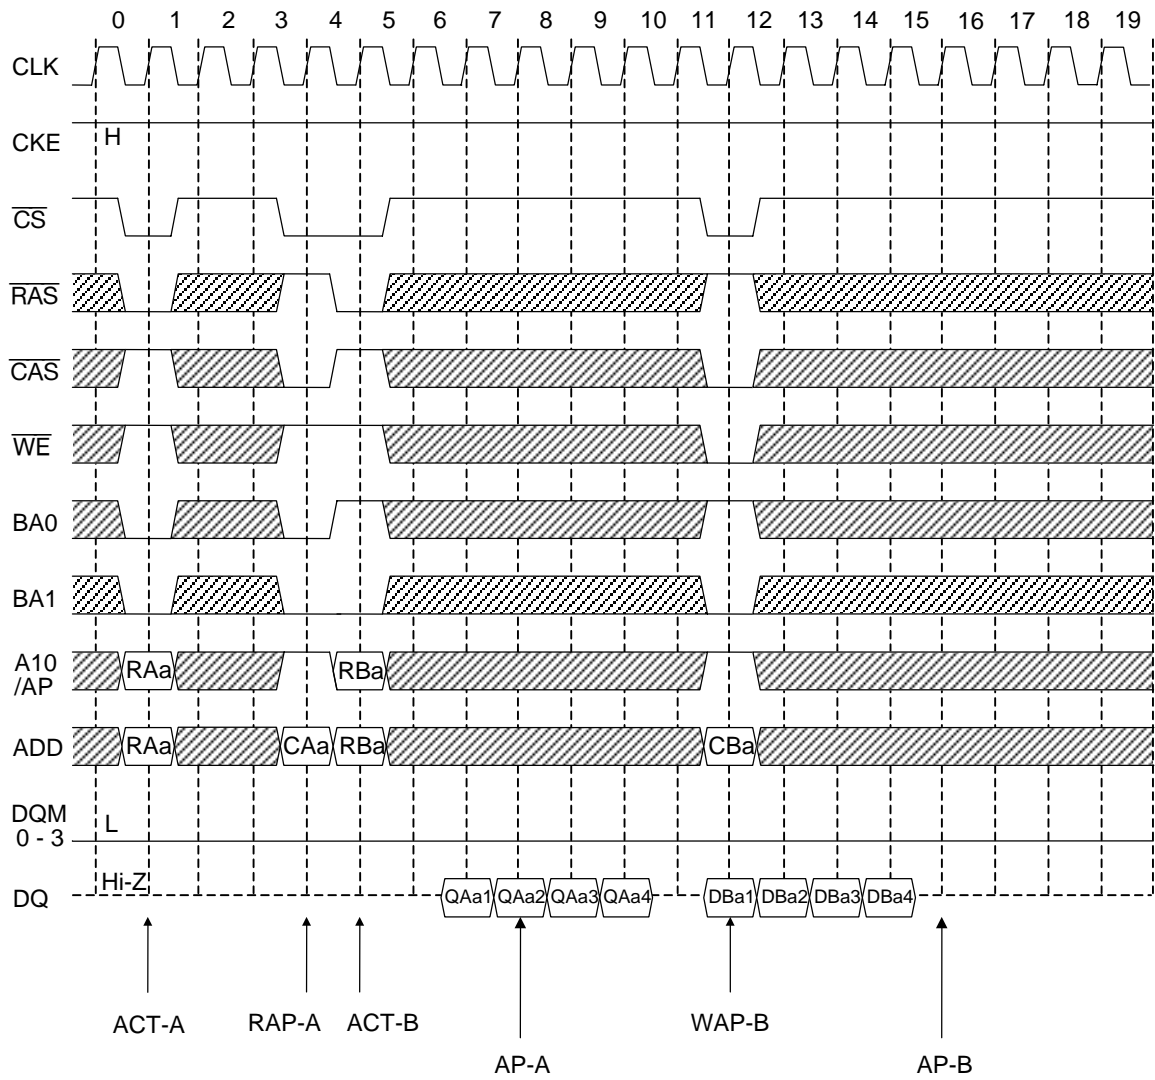 0 1 2 3 4 5 6 7 8 9 10 11 12 13 14 15 16 17 18 19
CLK
CKE H
CS
RAS
CAS
WE
BA0
BA1
A10
/AP RAa RBa
ADD RAa CAa RBa CBa
DQM
0 - 3 L
Hi-Z
DQ QAa1 QAa2 QAa3 QAa4 DBa1 DBa2 DBa3 DBa4
ACT-A RAP-A ACT-B WAP-B
AP-A AP-B